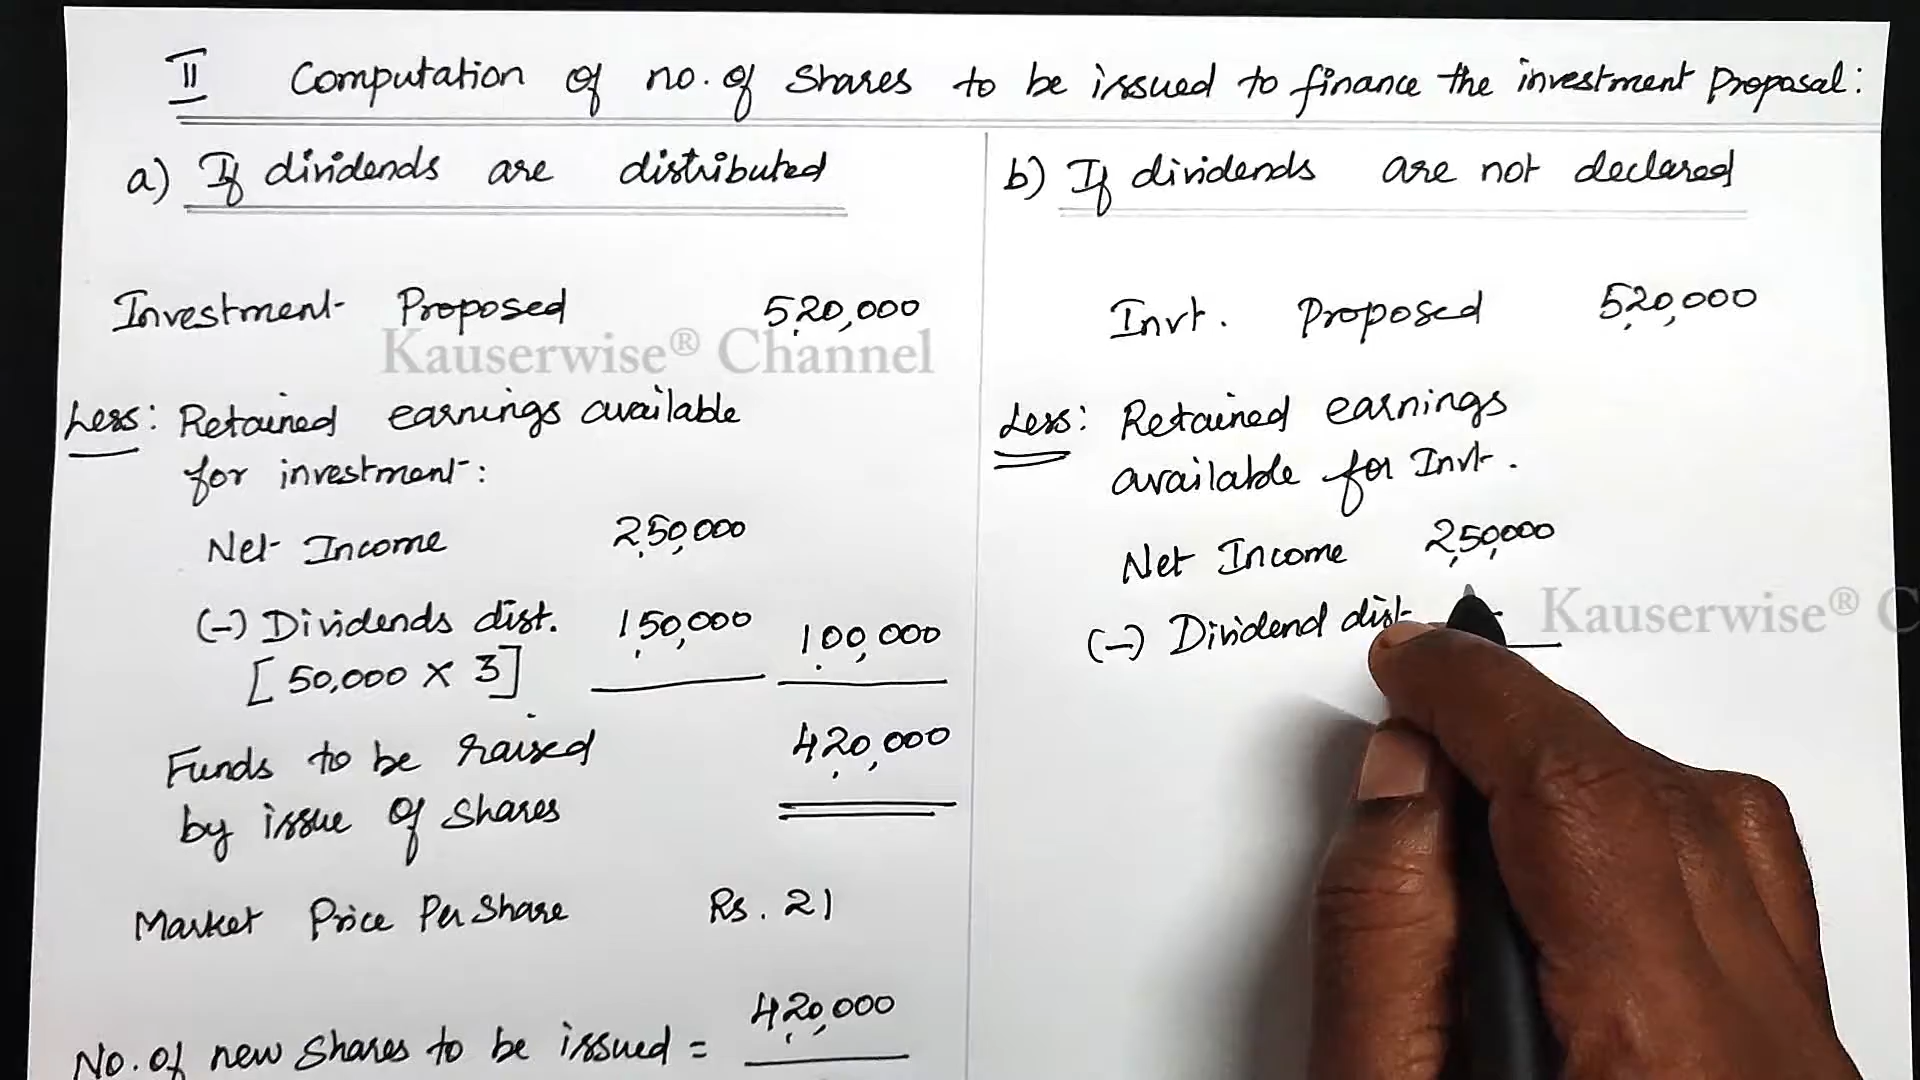 II Computation of no. of shares to be issued to finance the investment proposal:
a) If dividends are distributed
Investment Proposed 5,20,000
Less: Retained earnings available
for investment:
Net Income 2,50,000
(-) Dividends dist. 1,50,000 1,00,000
[50,000 × 3]
Funds to be raised 4,20,000
by issue of shares
Market Price Per Share Rs. 21
4,20,000
No. of new shares to be issued =
b) If dividends are not declared
Invt. Proposed 5,20,000
Less: Retained earnings
available for Invt.
Net Income 2,50,000
(-) Dividend dist
Kauserwise® Channel
Kauserwise® C